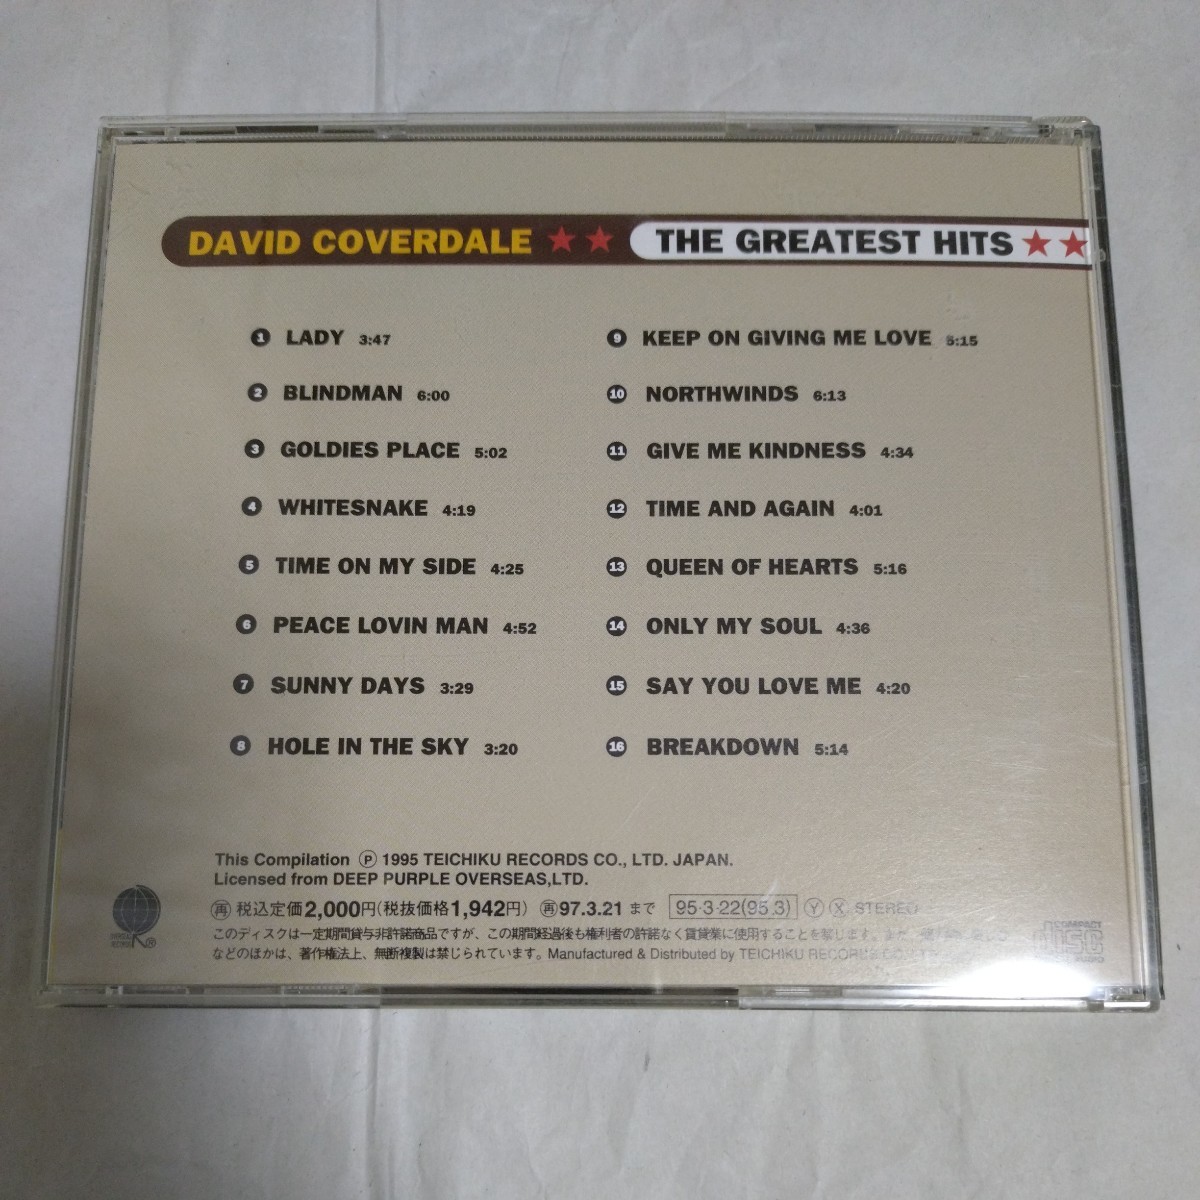 DAVID COVERDALE ★★ THE GREATEST HITS ★★
1 LADY 3:47
2 BLINDMAN 6:00
3 GOLDIES PLACE 5:02
4 WHITESNAKE 4:19
5 TIME ON MY SIDE 4:25
6 PEACE LOVIN MAN 4:52
7 SUNNY DAYS 3:29
8 HOLE IN THE SKY 3:20
9 KEEP ON GIVING ME LOVE 5:15
10 NORTHWINDS 6:13
11 GIVE ME KINDNESS 4:34
12 TIME AND AGAIN 4:01
13 QUEEN OF HEARTS 5:16
14 ONLY MY SOUL 4:36
15 SAY YOU LOVE ME 4:20
16 BREAKDOWN 5:14
This Compilation Ⓟ 1995 TEICHIKU RECORDS CO., LTD. JAPAN.
Licensed from DEEP PURPLE OVERSEAS,LTD.
㊢ 税込定価2,000円(税抜価格1,942円) ㊢97.3.21 まで 95・3・22(95.3) Ⓨ Ⓧ STEREO
このディスクは一定期間貸与非許諾商品ですが、この期間経過後も権利者の許諾なく賃貸業に使用することを禁じます。また、
などのほかは、著作権法上、無断複製は禁じられています。Manufactured & Distributed by TEICHIKU RECORDS CO.
COMPACT
disc